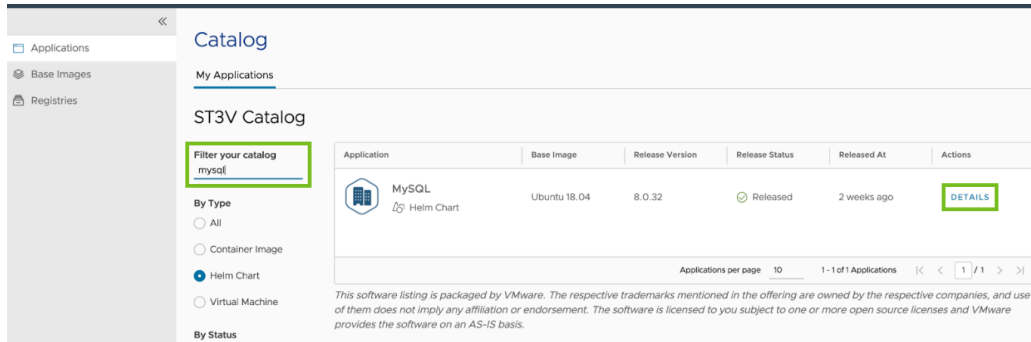 «
Applications
Base Images
Registries
Catalog
My Applications
ST3V Catalog
Filter your catalog
mysql
By Type
All
Container Image
Helm Chart
Virtual Machine
By Status
Application Base Image Release Version Release Status Released At Actions
MySQL
Helm Chart
Ubuntu 18.04 8.0.32 Released 2 weeks ago DETAILS
Applications per page 10 1 - 1 of 1 Applications |< < 1 / 1 > >|
This software listing is packaged by VMware. The respective trademarks mentioned in the offering are owned by the respective companies, and use
of them does not imply any affiliation or endorsement. The software is licensed to you subject to one or more open source licenses and VMware
provides the software on an AS-IS basis.